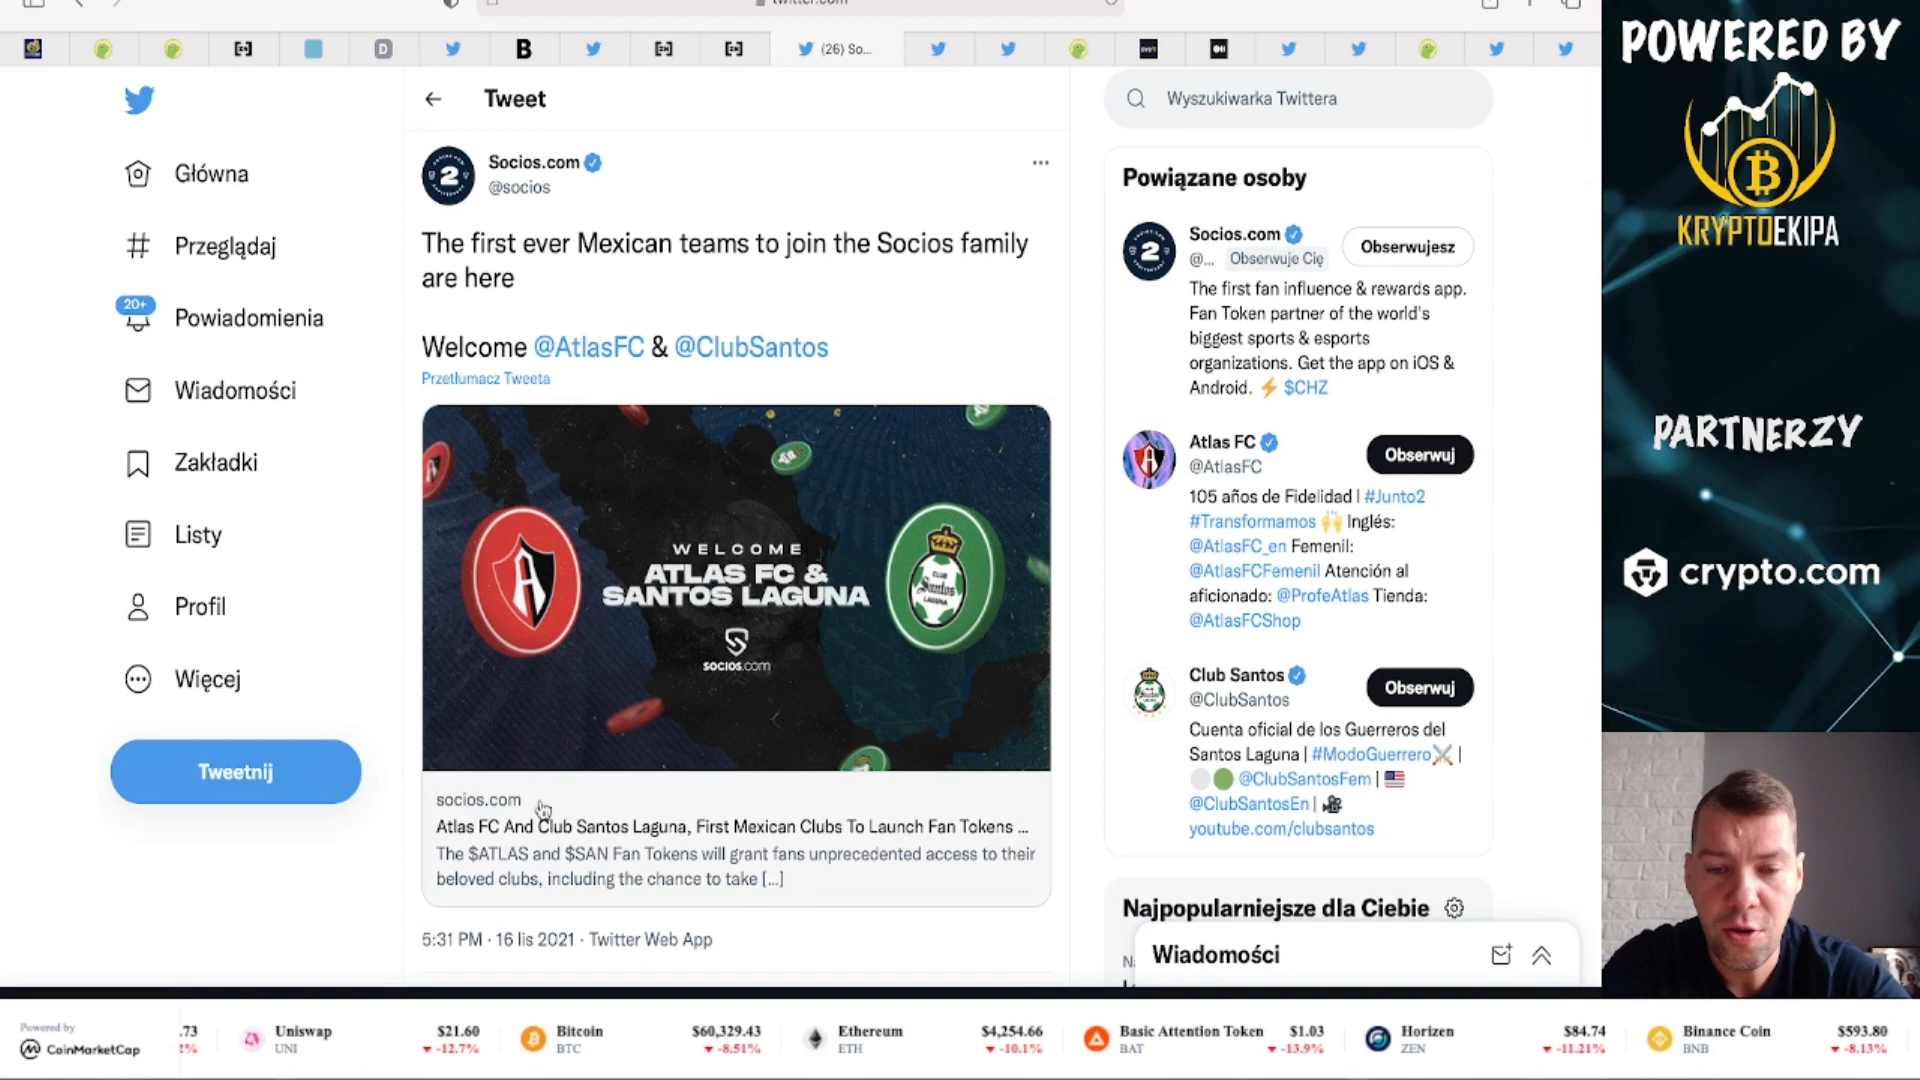 twitter.com
(26) So...
Tweet
Wyszukiwarka Twittera
Główna
Przeglądaj
20+
Powiadomienia
Wiadomości
Zakładki
Listy
Profil
Więcej
Tweetnij
Socios.com
@socios
The first ever Mexican teams to join the Socios family
are here
Welcome @AtlasFC & @ClubSantos
Przetłumacz Tweeta
WELCOME
ATLAS FC &
SANTOS LAGUNA
socios.com
CLUB
Santos
LAGUNA
socios.com
Atlas FC And Club Santos Laguna, First Mexican Clubs To Launch Fan Tokens ...
The $ATLAS and $SAN Fan Tokens will grant fans unprecedented access to their
beloved clubs, including the chance to take [...]
5:31 PM · 16 lis 2021 · Twitter Web App
Powiązane osoby
Socios.com
@... Obserwuje Cię
Obserwujesz
The first fan influence & rewards app.
Fan Token partner of the world's
biggest sports & esports
organizations. Get the app on iOS &
Android. ⚡ $CHZ
Atlas FC
@AtlasFC
Obserwuj
105 años de Fidelidad | #Junto2
#Transformamos 🙌 Inglés:
@AtlasFC_en Femenil:
@AtlasFCFemenil Atención al
aficionado: @ProfeAtlas Tienda:
@AtlasFCShop
Club Santos
@ClubSantos
Obserwuj
Cuenta oficial de los Guerreros del
Santos Laguna | #ModoGuerrero⚔️ |
⚪🟢 @ClubSantosFem | 🇺🇸
@ClubSantosEn | 🎥
youtube.com/clubsantos
Najpopularniejsze dla Ciebie
Wiadomości
POWERED BY
KRYPTOEKIPA
PARTNERZY
crypto.com
Powered by
CoinMarketCap
.73
Uniswap $21.60
UNI ▼ -12.7%
Bitcoin $60,329.43
BTC ▼ -8.51%
Ethereum $4,254.66
ETH ▼ -10.1%
Basic Attention Token $1.03
BAT ▼ -13.9%
Horizen $84.74
ZEN ▼ -11.21%
Binance Coin $593.80
BNB ▼ -8.13%